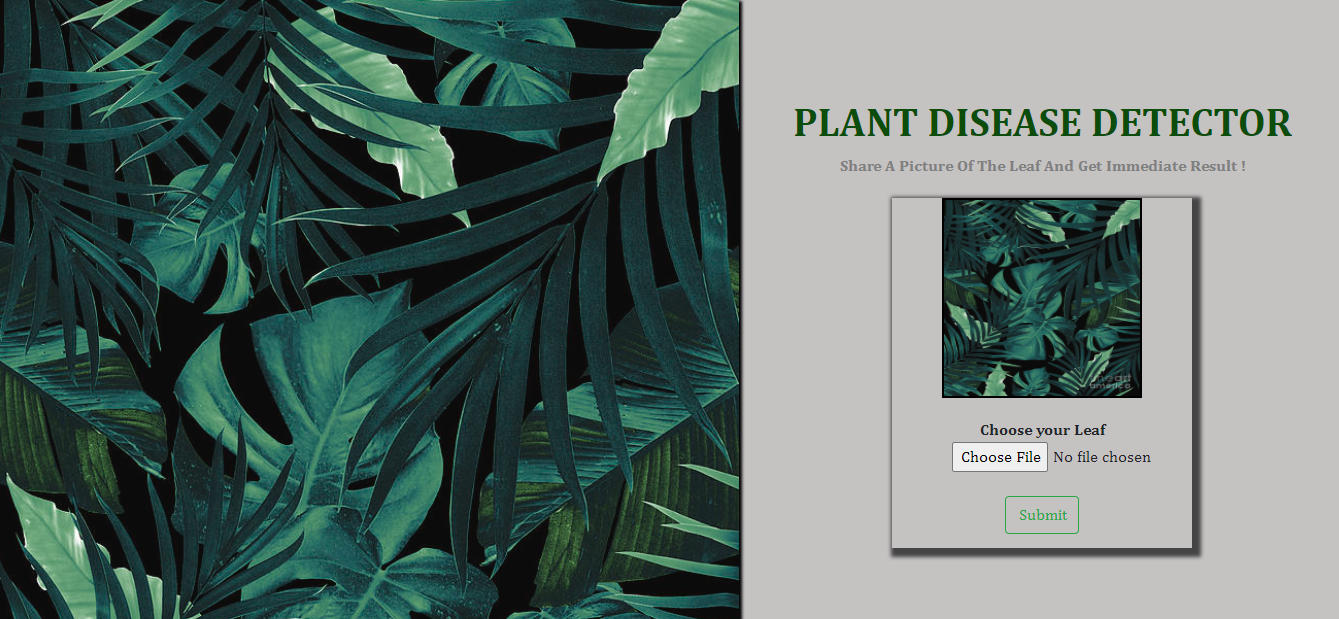 PLANT DISEASE DETECTOR
Share A Picture Of The Leaf And Get Immediate Result !
america
Choose your Leaf
Choose File No file chosen
Submit